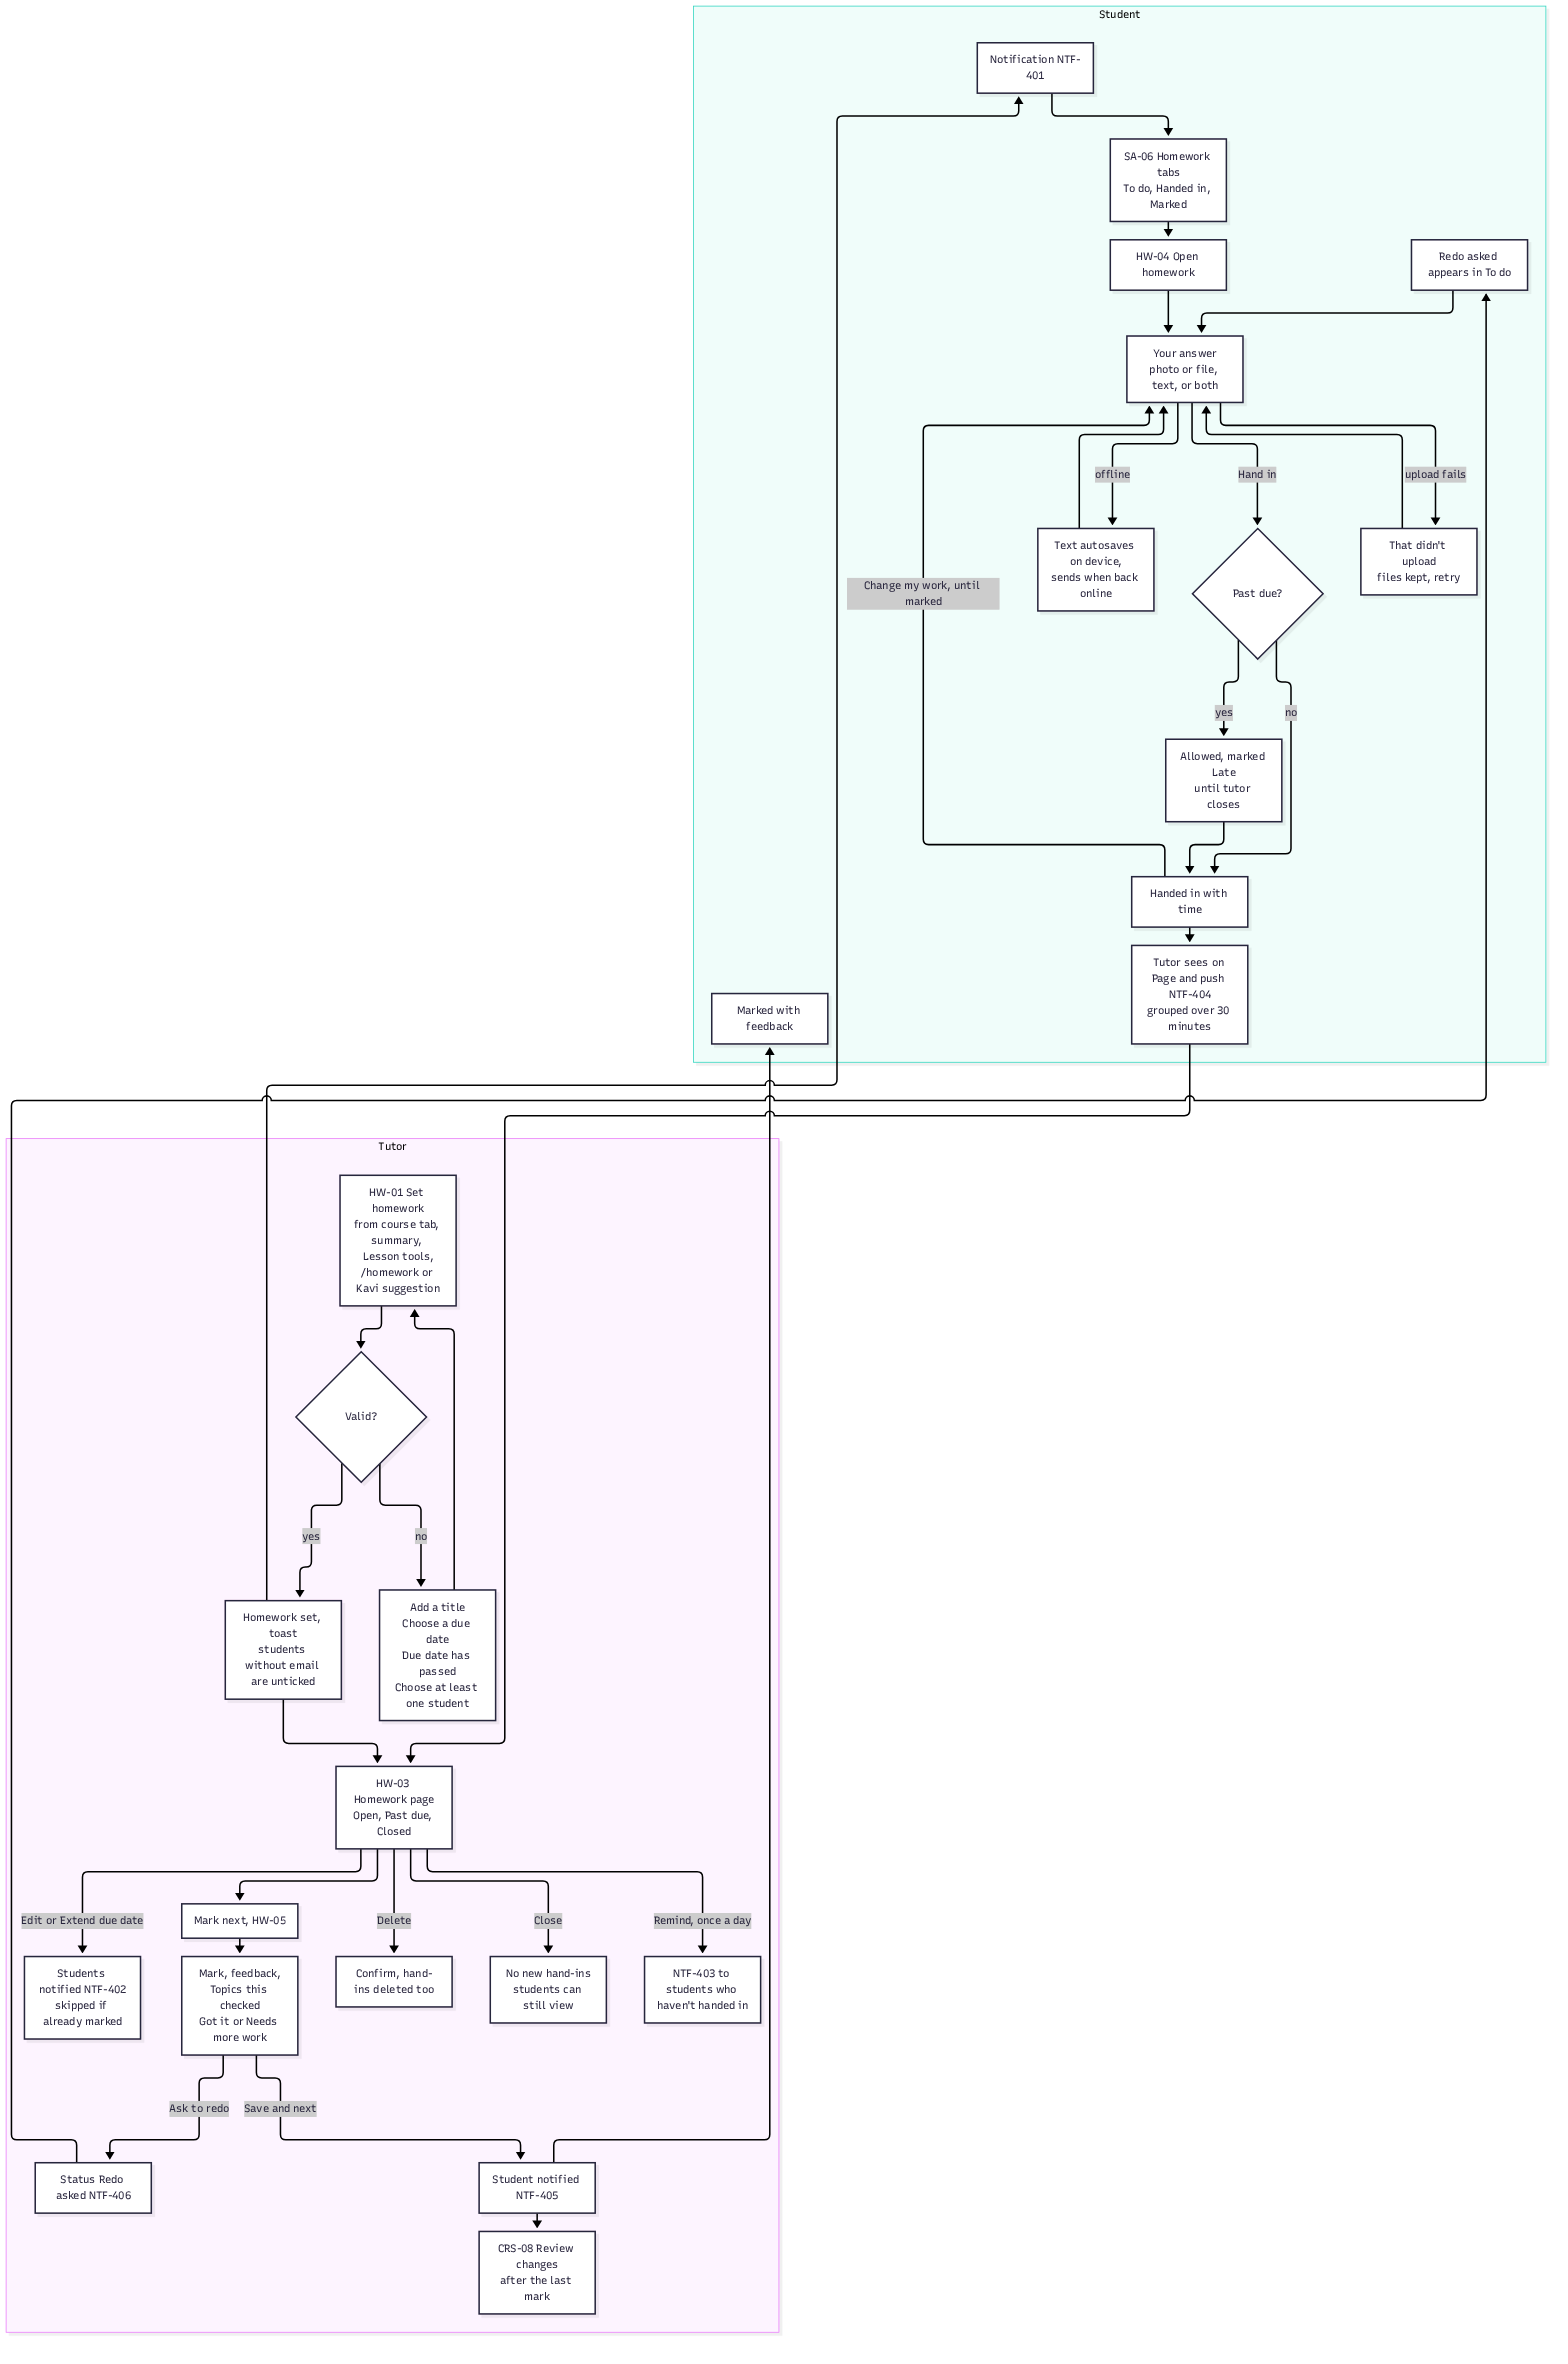 Student
Notification NTF-
401
SA-06 Homework
tabs
To do, Handed in,
Marked
HW-04 Open
homework
Redo asked
appears in To do
Your answer
photo or file,
text, or both
offline
Hand in
upload fails
Text autosaves
on device,
sends when back
online
Past due?
That didn't
upload
files kept, retry
Change my work, until
marked
yes
no
Allowed, marked
Late
until tutor
closes
Handed in with
time
Tutor sees on
Page and push
NTF-404
grouped over 30
minutes
Marked with
feedback
Tutor
HW-01 Set
homework
from course tab,
summary,
Lesson tools,
/homework or
Kavi suggestion
Valid?
yes
no
Homework set,
toast
students
without email
are unticked
Add a title
Choose a due
date
Due date has
passed
Choose at least
one student
HW-03
Homework page
Open, Past due,
Closed
Edit or Extend due date
Mark next, HW-05
Delete
Close
Remind, once a day
Students
notified NTF-402
skipped if
already marked
Mark, feedback,
Topics this
checked
Got it or Needs
more work
Confirm, hand-
ins deleted too
No new hand-ins
students can
still view
NTF-403 to
students who
haven't handed in
Ask to redo
Save and next
Status Redo
asked NTF-406
Student notified
NTF-405
CRS-08 Review
changes
after the last
mark